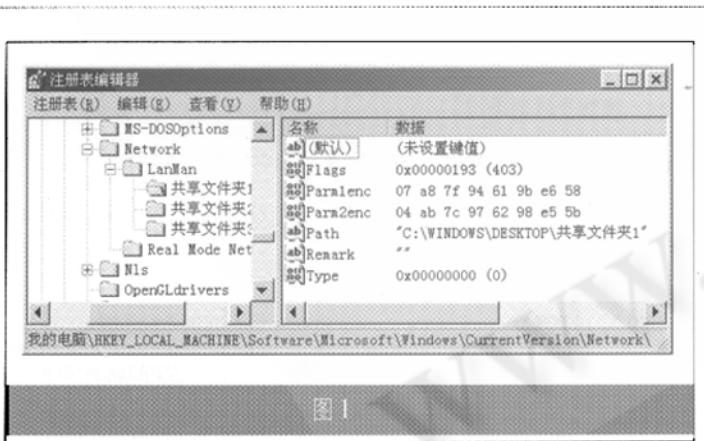 注册表编辑器
注册表(R) 编辑(E) 查看(V) 帮助(H)
MS-DOSOptions
Network
LanMan
共享文件夹1
共享文件夹2
共享文件夹3
Real Mode Net
Nls
OpenGLdrivers
名称 数据
(默认) (未设置键值)
Flags 0x00000193 (403)
Parm1enc 07 a8 7f 94 61 9b e6 58
Parm2enc 04 ab 7c 97 62 98 e5 5b
Path "C:\WINDOWS\DESKTOP\共享文件夹1"
Remark ""
Type 0x00000000 (0)
我的电脑\HKEY_LOCAL_MACHINE\Software\Microsoft\Windows\CurrentVersion\Network\
图 1
WWW.